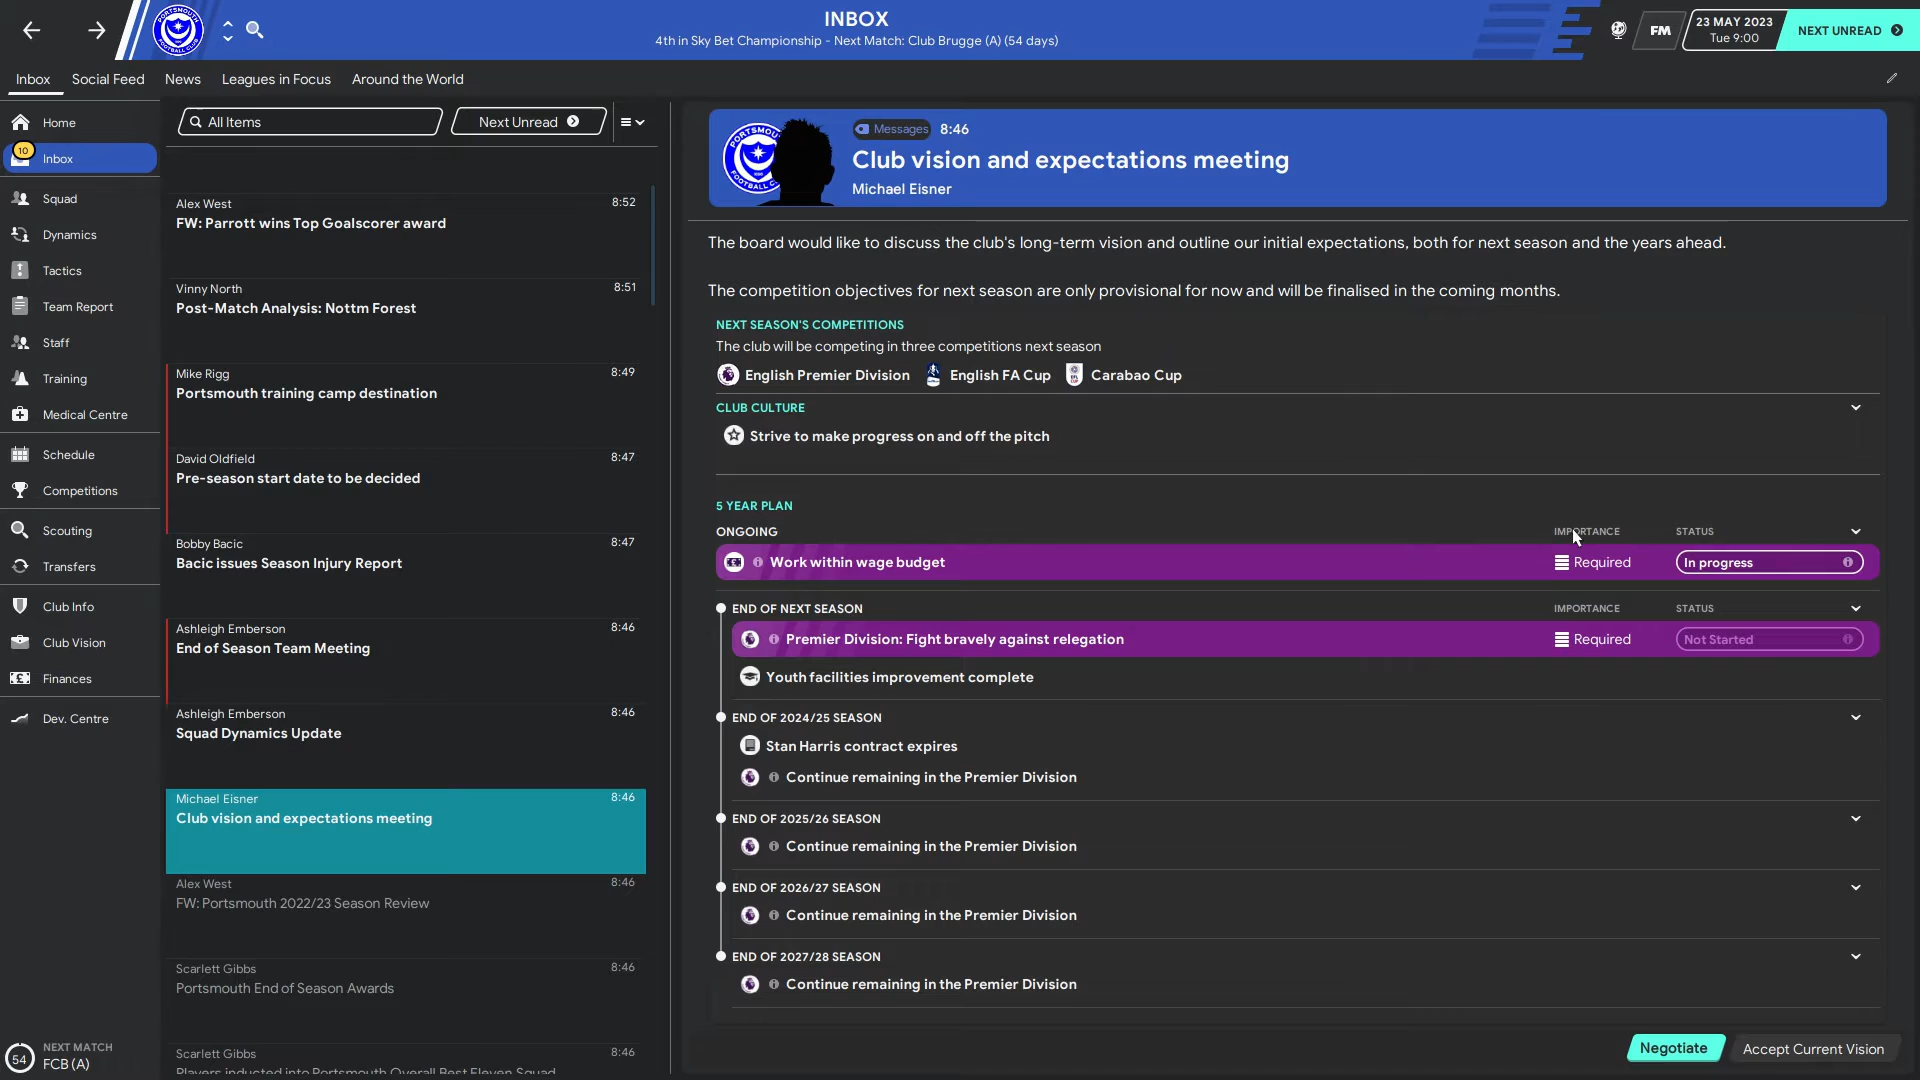 INBOX
4th in Sky Bet Championship - Next Match: Club Brugge (A) (54 days)
FM
23 MAY 2023
Tue 9:00
NEXT UNREAD
Inbox
Social Feed
News
Leagues in Focus
Around the World
Home
10
Inbox
Squad
Dynamics
Tactics
Team Report
Staff
Training
Medical Centre
Schedule
Competitions
Scouting
Transfers
Club Info
Club Vision
Finances
Dev. Centre
54
NEXT MATCH
FCB (A)
All Items
Next Unread
Alex West 8:52
FW: Parrott wins Top Goalscorer award
Vinny North 8:51
Post-Match Analysis: Nottm Forest
Mike Rigg 8:49
Portsmouth training camp destination
David Oldfield 8:47
Pre-season start date to be decided
Bobby Bacic 8:47
Bacic issues Season Injury Report
Ashleigh Emberson 8:46
End of Season Team Meeting
Ashleigh Emberson 8:46
Squad Dynamics Update
Michael Eisner 8:46
Club vision and expectations meeting
Alex West 8:46
FW: Portsmouth 2022/23 Season Review
Scarlett Gibbs 8:46
Portsmouth End of Season Awards
Scarlett Gibbs 8:46
Players inducted into Portsmouth Overall Best Eleven Squad
Messages 8:46
Club vision and expectations meeting
Michael Eisner
The board would like to discuss the club's long-term vision and outline our initial expectations, both for next season and the years ahead.
The competition objectives for next season are only provisional for now and will be finalised in the coming months.
NEXT SEASON'S COMPETITIONS
The club will be competing in three competitions next season
English Premier Division English FA Cup Carabao Cup
CLUB CULTURE
Strive to make progress on and off the pitch
5 YEAR PLAN
ONGOING IMPORTANCE STATUS
Work within wage budget Required In progress
END OF NEXT SEASON IMPORTANCE STATUS
Premier Division: Fight bravely against relegation Required Not Started
Youth facilities improvement complete
END OF 2024/25 SEASON
Stan Harris contract expires
Continue remaining in the Premier Division
END OF 2025/26 SEASON
Continue remaining in the Premier Division
END OF 2026/27 SEASON
Continue remaining in the Premier Division
END OF 2027/28 SEASON
Continue remaining in the Premier Division
Negotiate
Accept Current Vision